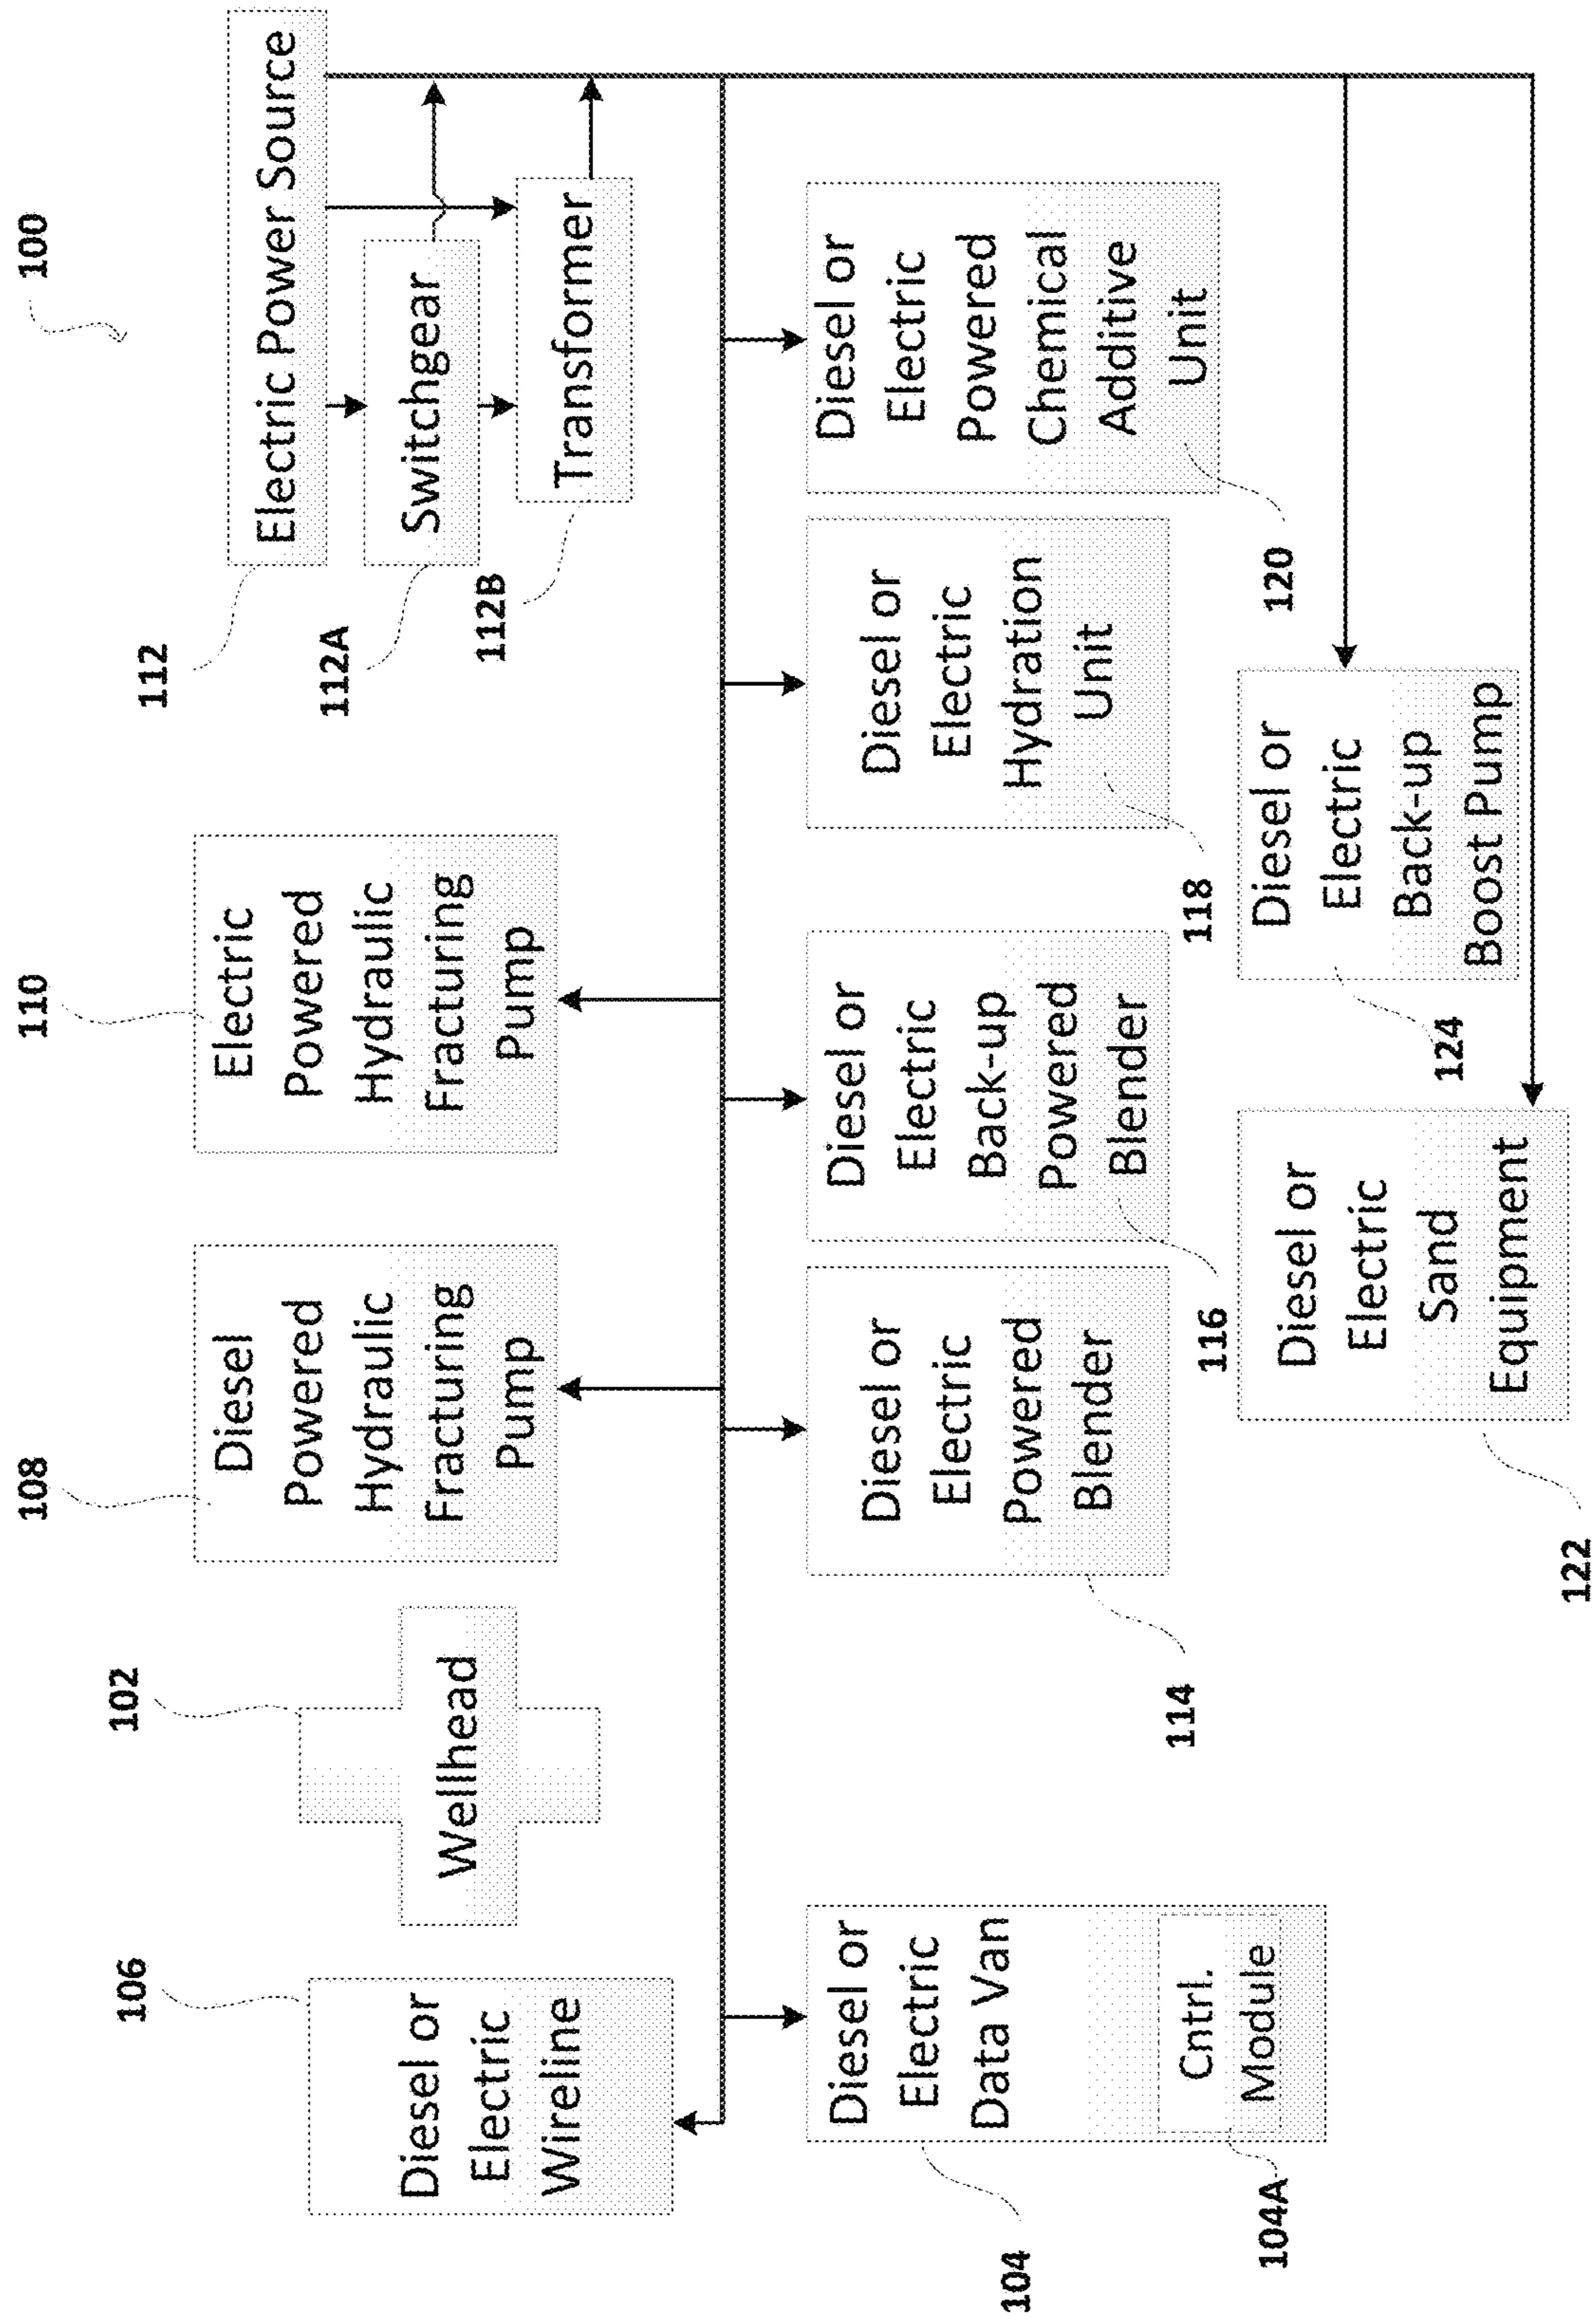 100
106
Diesel or
Electric
Wireline
102
Wellhead
108
Diesel
Powered
Hydraulic
Fracturing
Pump
110
Electric
Powered
Hydraulic
Fracturing
Pump
112
Electric Power Source
112A
Switchgear
112B
Transformer
Diesel or
Electric
Data Van
Cntrl.
Module
104
104A
Diesel or
Electric
Powered
Blender
114
Diesel or
Electric
Back-up
Powered
Blender
116
Diesel or
Electric
Hydration
Unit
118
Diesel or
Electric
Powered
Chemical
Additive
Unit
120
Diesel or
Electric
Sand
Equipment
122
Diesel or
Electric
Back-up
Boost Pump
124